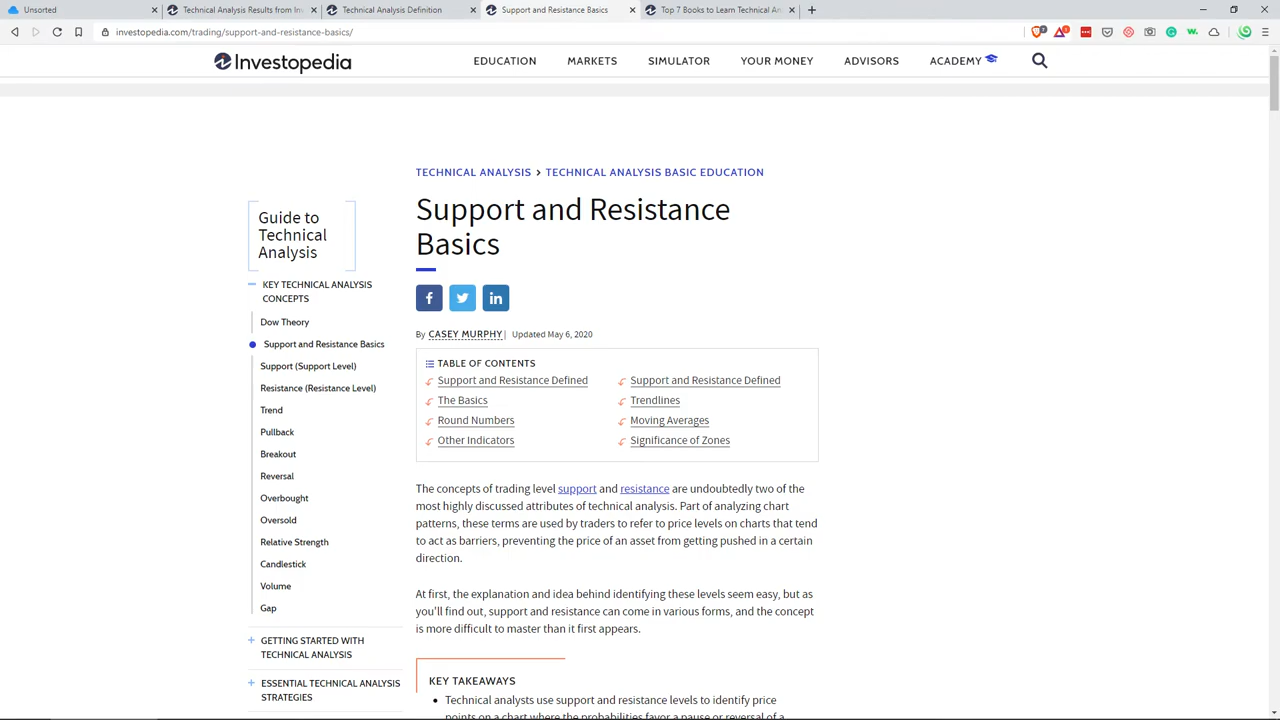 Unsorted
Technical Analysis Results from In
Technical Analysis Definition
Support and Resistance Basics
Top 7 Books to Learn Technical An
investopedia.com/trading/support-and-resistance-basics/
Investopedia
EDUCATION
MARKETS
SIMULATOR
YOUR MONEY
ADVISORS
ACADEMY
TECHNICAL ANALYSIS > TECHNICAL ANALYSIS BASIC EDUCATION
Guide to
Technical
Analysis
KEY TECHNICAL ANALYSIS
CONCEPTS
Dow Theory
Support and Resistance Basics
Support (Support Level)
Resistance (Resistance Level)
Trend
Pullback
Breakout
Reversal
Overbought
Oversold
Relative Strength
Candlestick
Volume
Gap
GETTING STARTED WITH
TECHNICAL ANALYSIS
ESSENTIAL TECHNICAL ANALYSIS
STRATEGIES
Support and Resistance
Basics
By CASEY MURPHY | Updated May 6, 2020
TABLE OF CONTENTS
Support and Resistance Defined
Support and Resistance Defined
The Basics
Trendlines
Round Numbers
Moving Averages
Other Indicators
Significance of Zones
The concepts of trading level support and resistance are undoubtedly two of the
most highly discussed attributes of technical analysis. Part of analyzing chart
patterns, these terms are used by traders to refer to price levels on charts that tend
to act as barriers, preventing the price of an asset from getting pushed in a certain
direction.
At first, the explanation and idea behind identifying these levels seem easy, but as
you'll find out, support and resistance can come in various forms, and the concept
is more difficult to master than it first appears.
KEY TAKEAWAYS
Technical analysts use support and resistance levels to identify price
points on a chart where the probabilities favor a pause or reversal of a